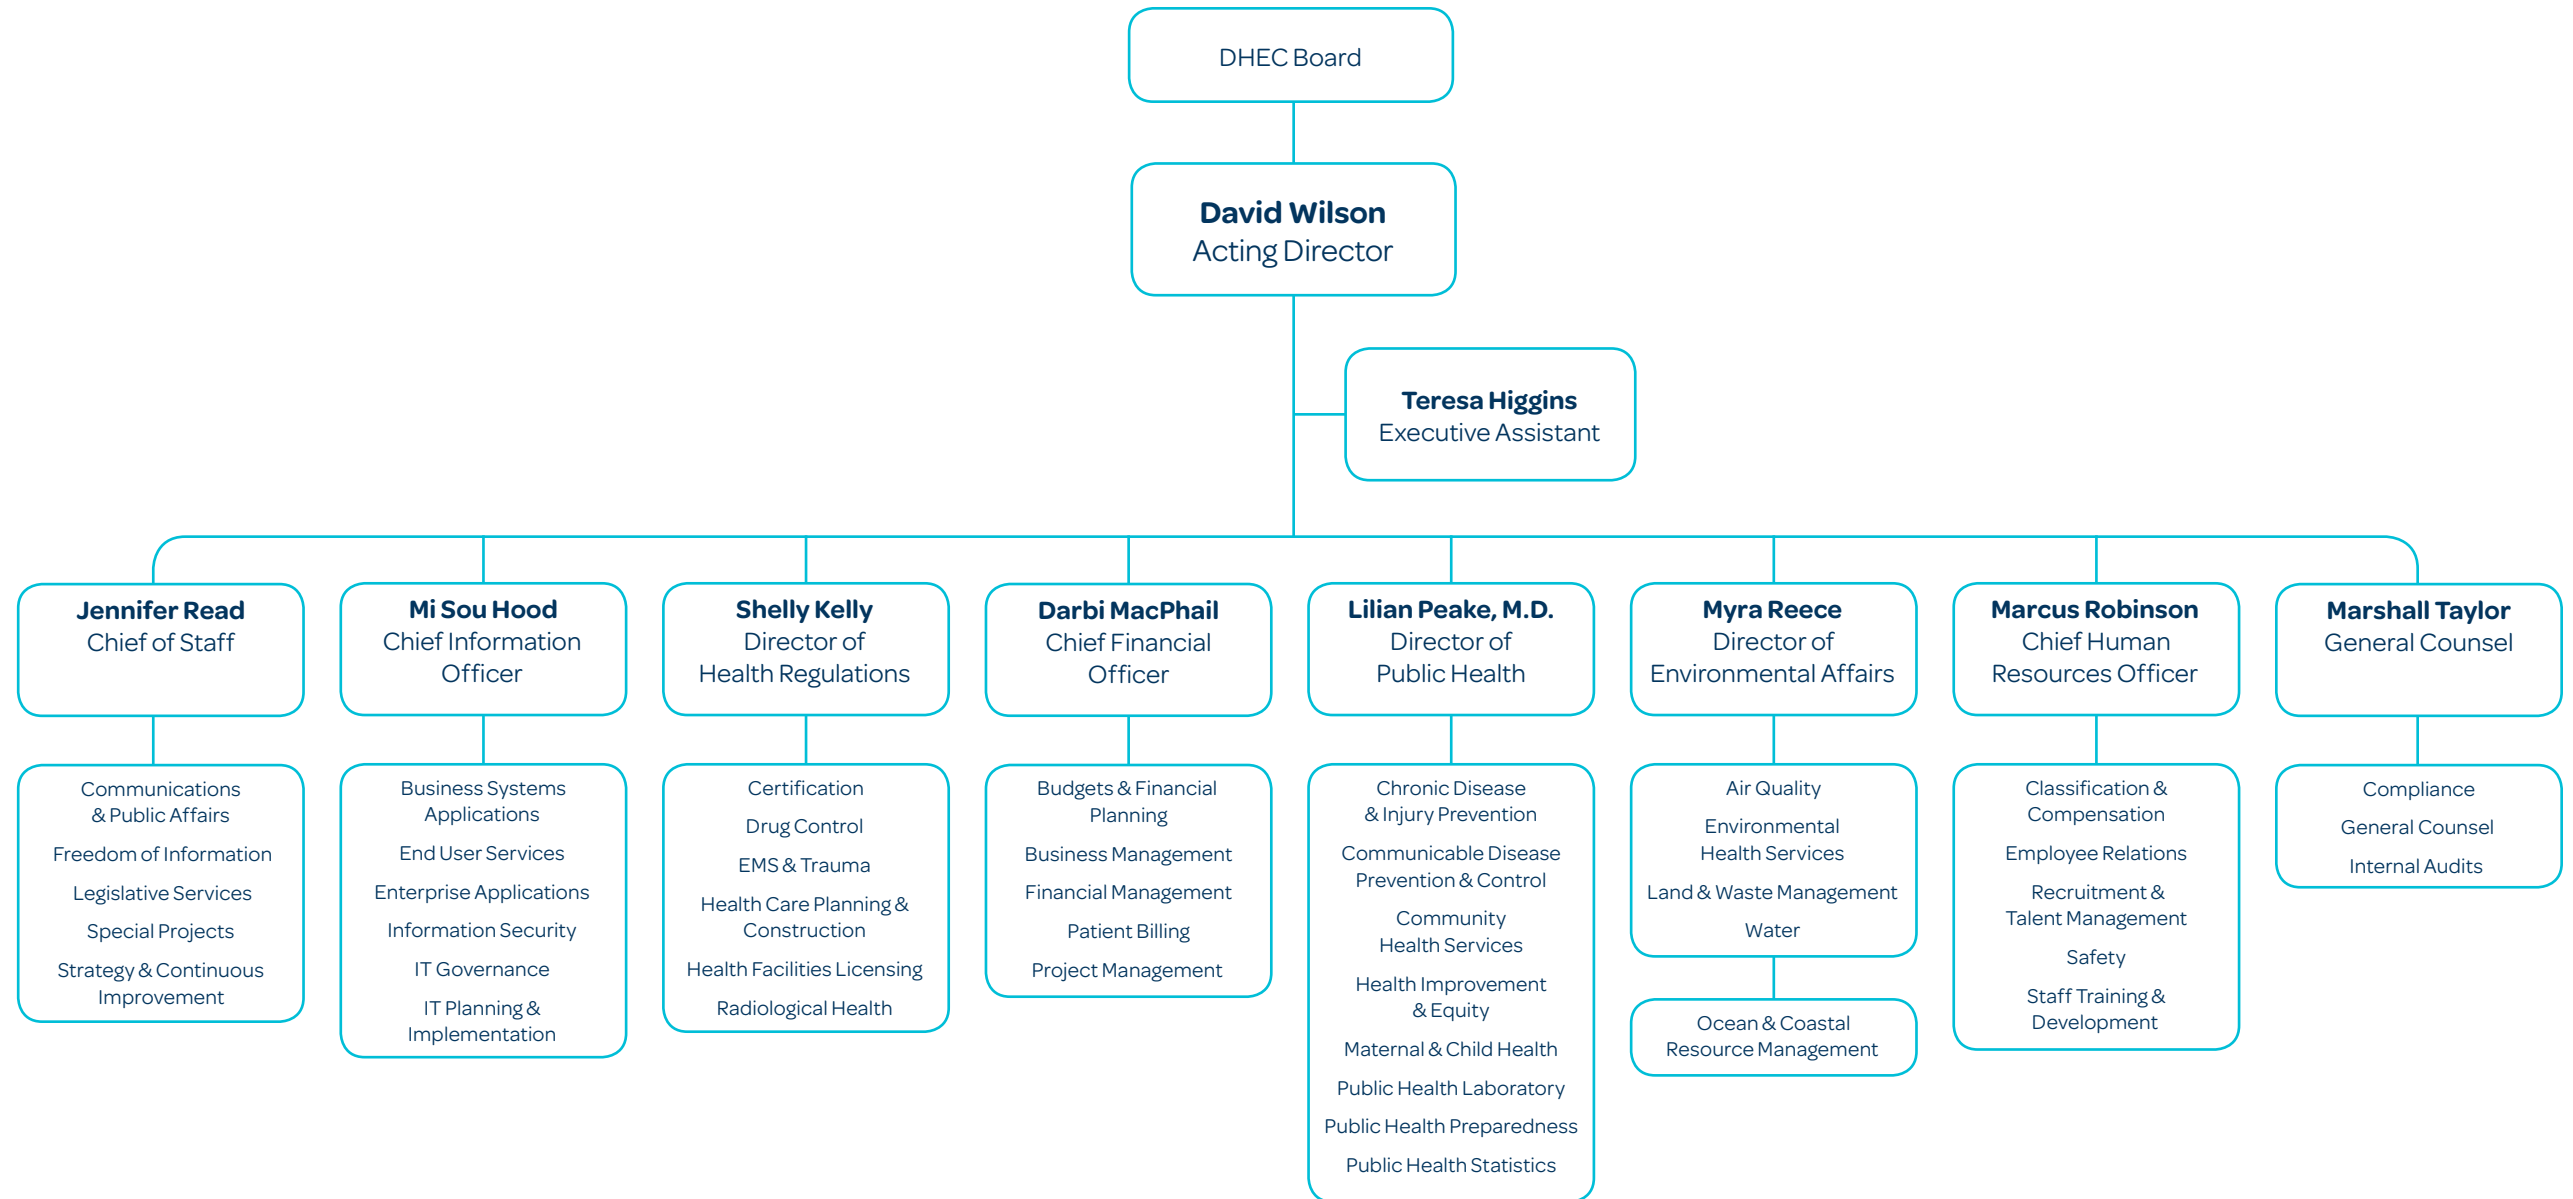 DHEC Board
David Wilson
Acting Director
Teresa Higgins
Executive Assistant
Jennifer Read
Chief of Staff
Communications
& Public Affairs
Freedom of Information
Legislative Services
Special Projects
Strategy & Continuous
Improvement
Mi Sou Hood
Chief Information
Officer
Business Systems
Applications
End User Services
Enterprise Applications
Information Security
IT Governance
IT Planning &
Implementation
Shelly Kelly
Director of
Health Regulations
Certification
Drug Control
EMS & Trauma
Health Care Planning &
Construction
Health Facilities Licensing
Radiological Health
Darbi MacPhail
Chief Financial
Officer
Budgets & Financial
Planning
Business Management
Financial Management
Patient Billing
Project Management
Lilian Peake, M.D.
Director of
Public Health
Chronic Disease
& Injury Prevention
Communicable Disease
Prevention & Control
Community
Health Services
Health Improvement
& Equity
Maternal & Child Health
Public Health Laboratory
Public Health Preparedness
Public Health Statistics
Myra Reece
Director of
Environmental Affairs
Air Quality
Environmental
Health Services
Land & Waste Management
Water
Ocean & Coastal
Resource Management
Marcus Robinson
Chief Human
Resources Officer
Classification &
Compensation
Employee Relations
Recruitment &
Talent Management
Safety
Staff Training &
Development
Marshall Taylor
General Counsel
Compliance
General Counsel
Internal Audits